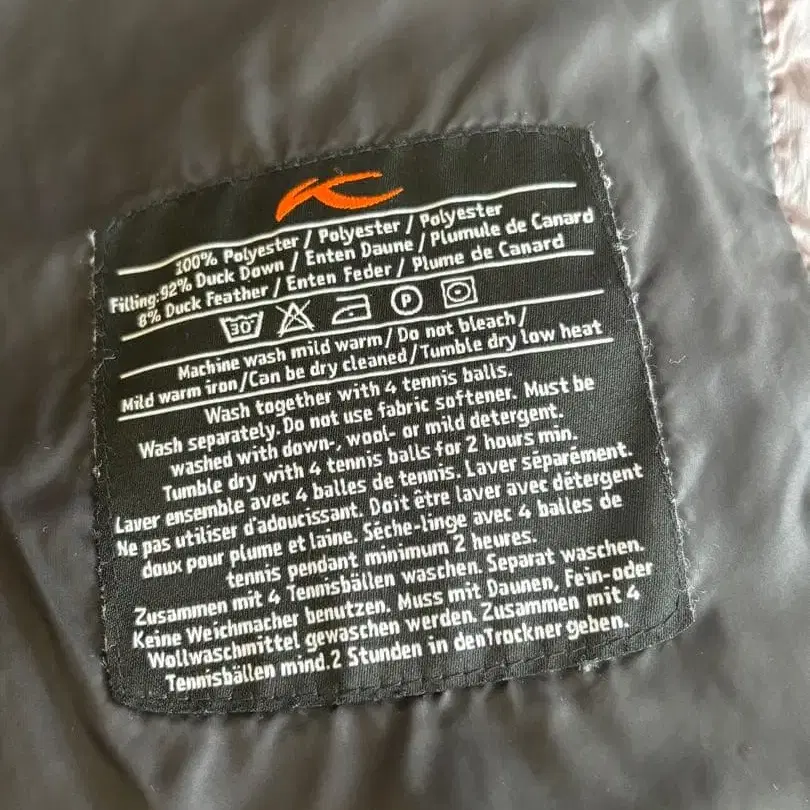 100% Polyester / Polyester / Polyester
Filling:92% Duck Down / Enten Daune / Plumule de Canard
8% Duck Feather / Enten Feder / Plume de Canard
30° P
Machine wash mild warm/Do not bleach/
Mild warm iron/Can be dry cleaned/Tumble dry low heat
Wash together with 4 tennis balls.
Wash separately. Do not use fabric softener. Must be
washed with down-, wool- or mild detergent.
Tumble dry with 4 tennis balls for 2 hours min.
Laver ensemble avec 4 balles de tennis. Laver séparément.
Ne pas utiliser d'adoucissant. Doit être laver avec détergent
doux pour plume et laine. Séche-linge avec 4 balles de
tennis pendant minimum 2 heures.
Zusammen mit 4 Tennisbällen waschen. Separat waschen.
Keine Weichmacher benutzen. Muss mit Daunen, Fein-oder
Wollwaschmittel gewaschen werden. Zusammen mit 4
Tennisbällen mind.2 Stunden in denTrockner geben.